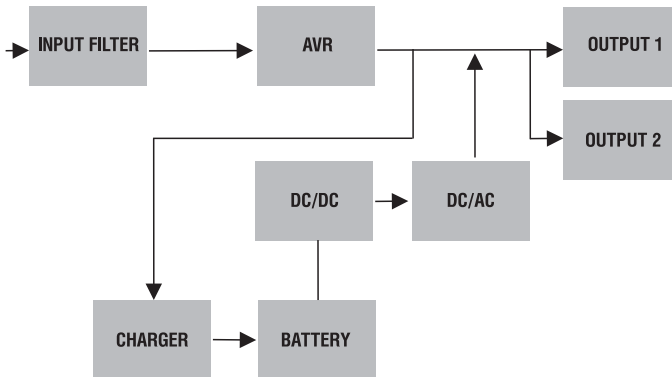 INPUT FILTER
AVR
OUTPUT 1
OUTPUT 2
DC/DC
DC/AC
CHARGER
BATTERY